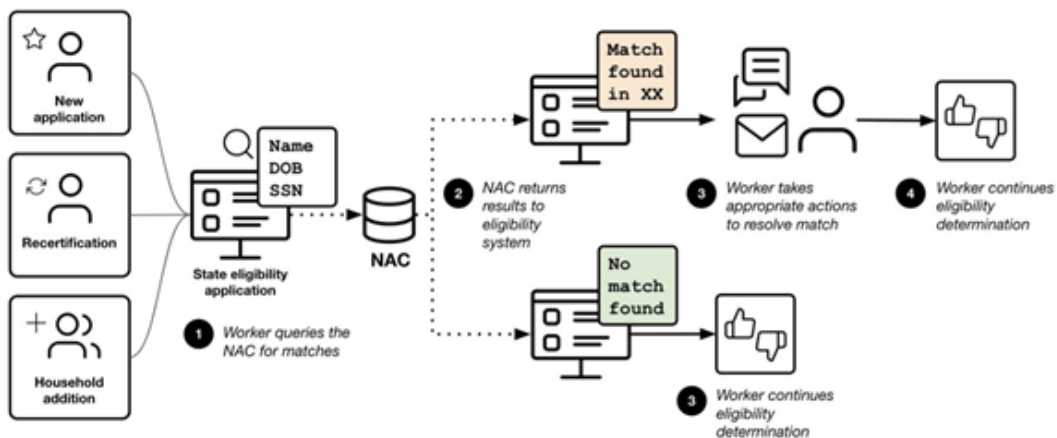 New
application
Recertification
Household
addition
Name
DOB
SSN
State eligibility
application
1 Worker queries the
NAC for matches
NAC
2 NAC returns
results to
eligibility
system
Match
found
in XX
3 Worker takes
appropriate actions
to resolve match
4 Worker continues
eligibility
determination
No
match
found
3 Worker continues
eligibility
determination